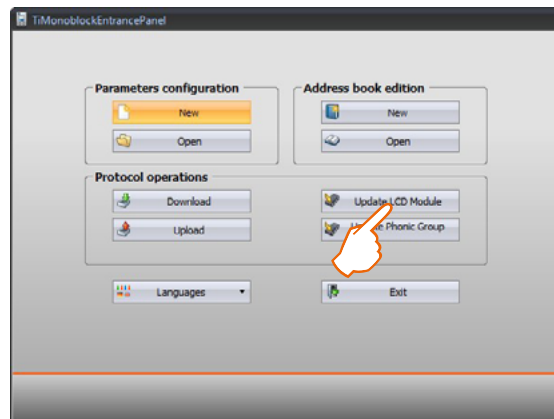 TiMonoblockEntrancePanel
Parameters configuration
New
Open
Address book edition
New
Open
Protocol operations
Download
Upload
Update LCD Module
Phonic Group
Languages
Exit